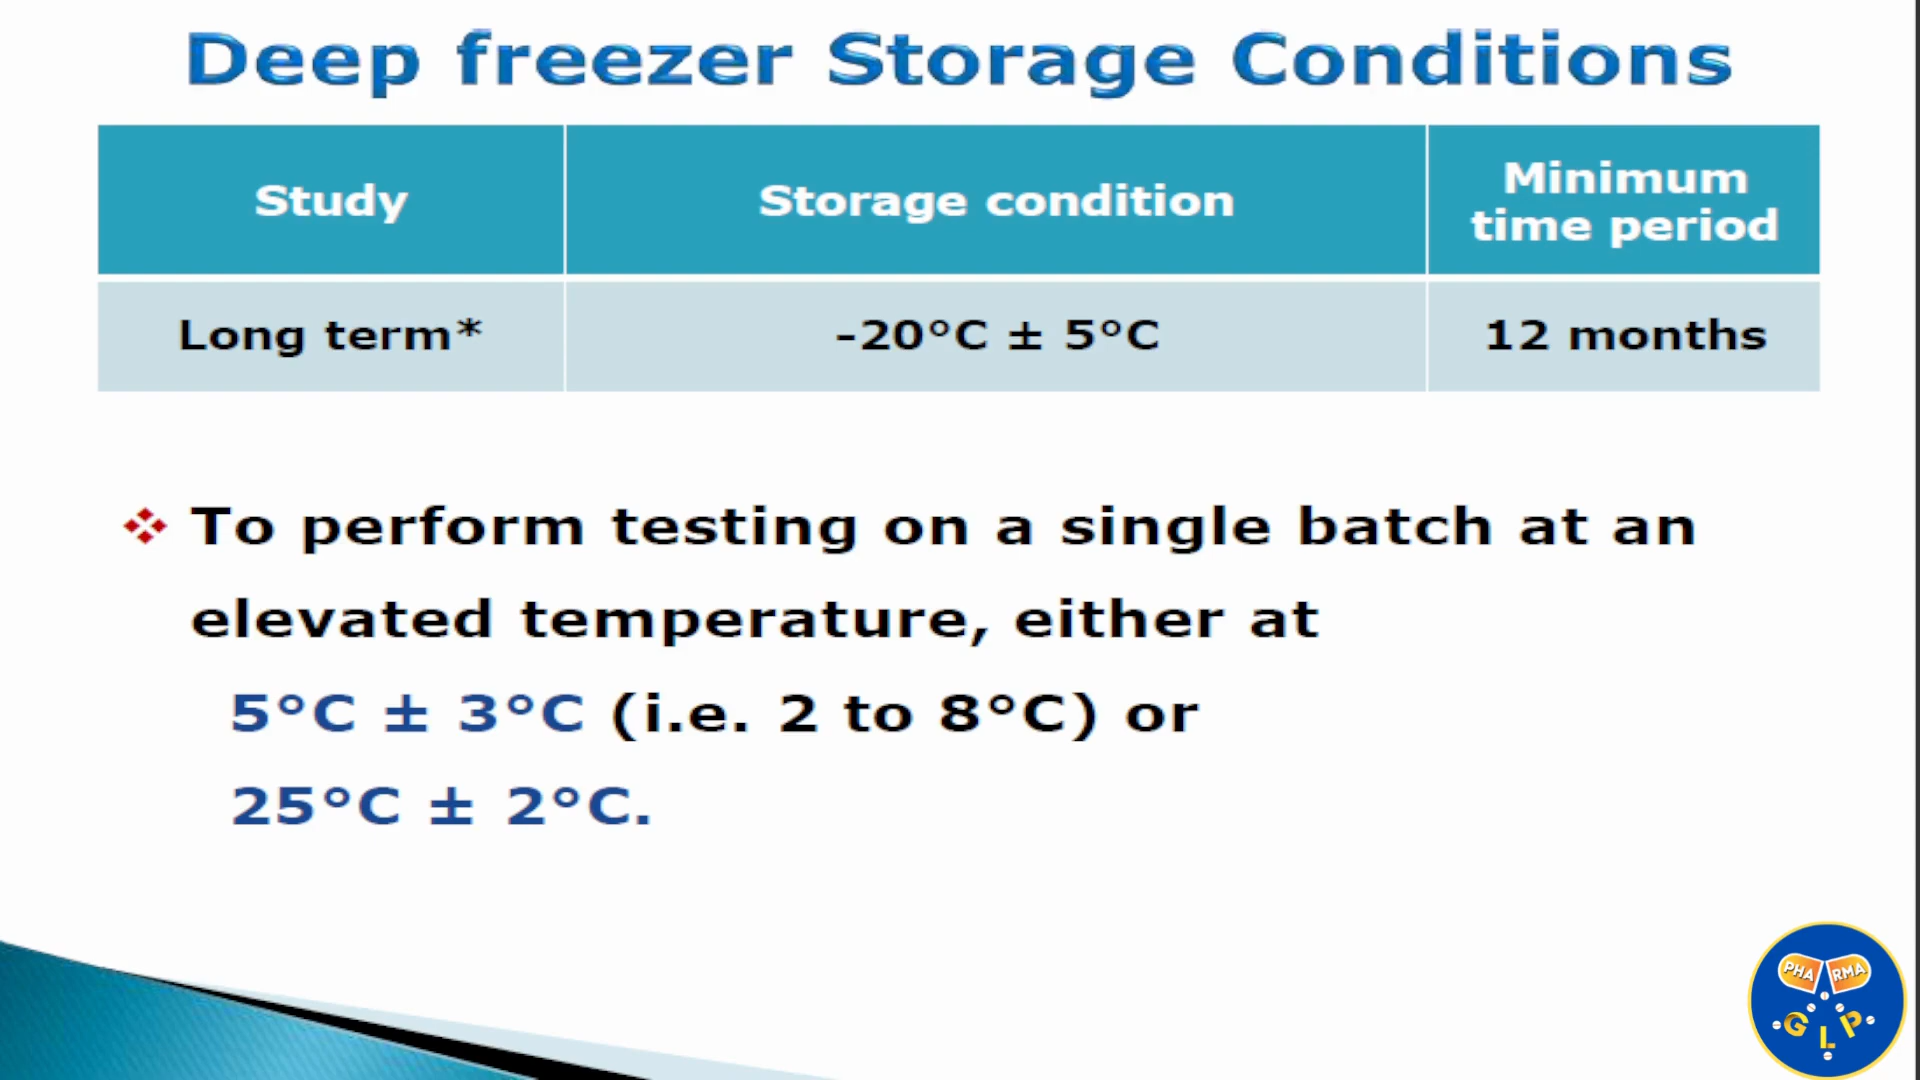 Deep freezer Storage Conditions
Study
Storage condition
Minimum
time period
Long term*
-20°C ± 5°C
12 months
❖ To perform testing on a single batch at an
elevated temperature, either at
5°C ± 3°C (i.e. 2 to 8°C) or
25°C ± 2°C.
PHA RMA
G L P